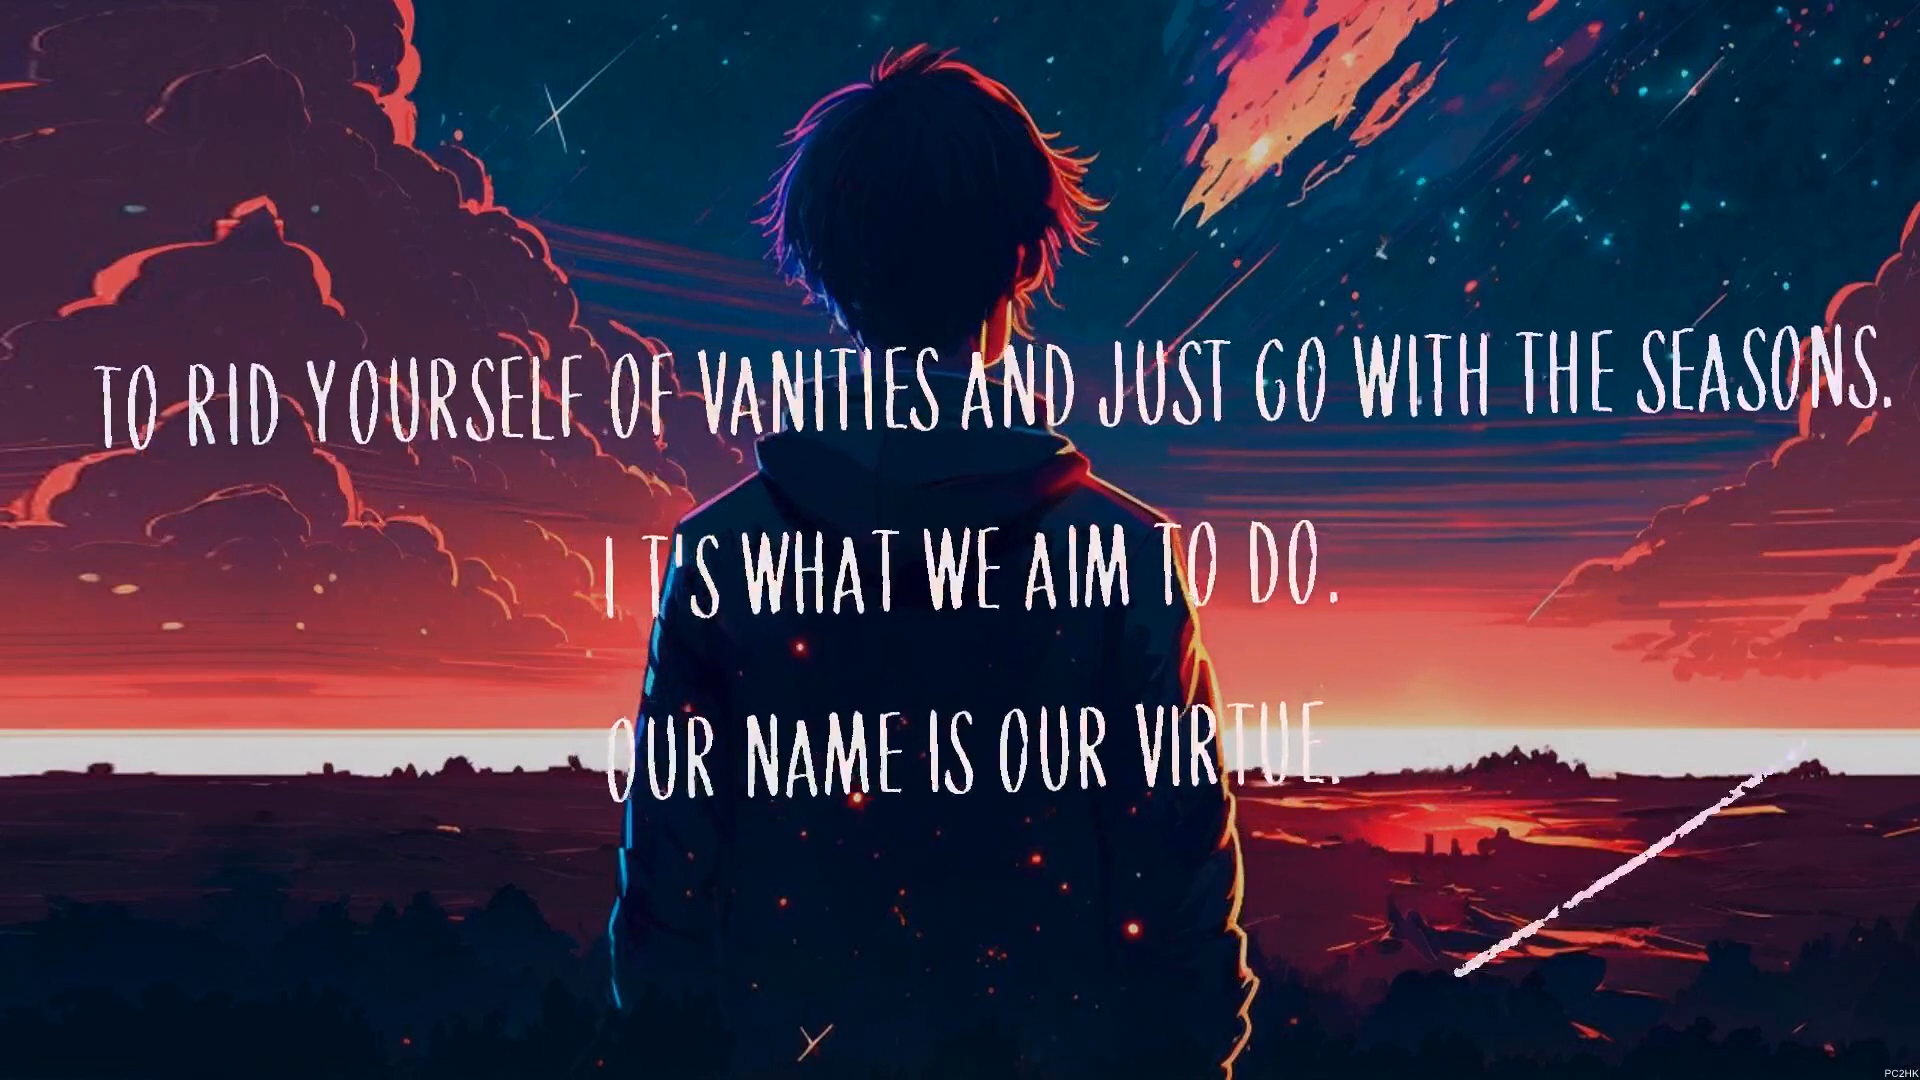 TO RID YOURSELF OF VANITIES AND JUST GO WITH THE SEASONS.
IT'S WHAT WE AIM TO DO.
OUR NAME IS OUR VIRTUE.
PC2HK